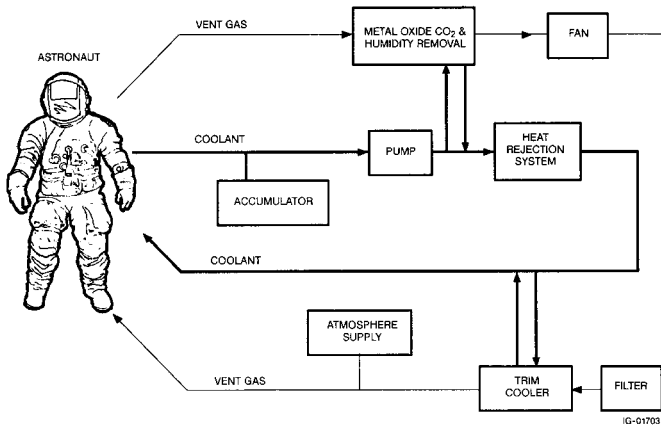 VENT GAS
METAL OXIDE CO₂ &
HUMIDITY REMOVAL
FAN
ASTRONAUT
COOLANT
PUMP
HEAT
REJECTION
SYSTEM
ACCUMULATOR
COOLANT
ATMOSPHERE
SUPPLY
VENT GAS
TRIM
COOLER
FILTER
IG-01703